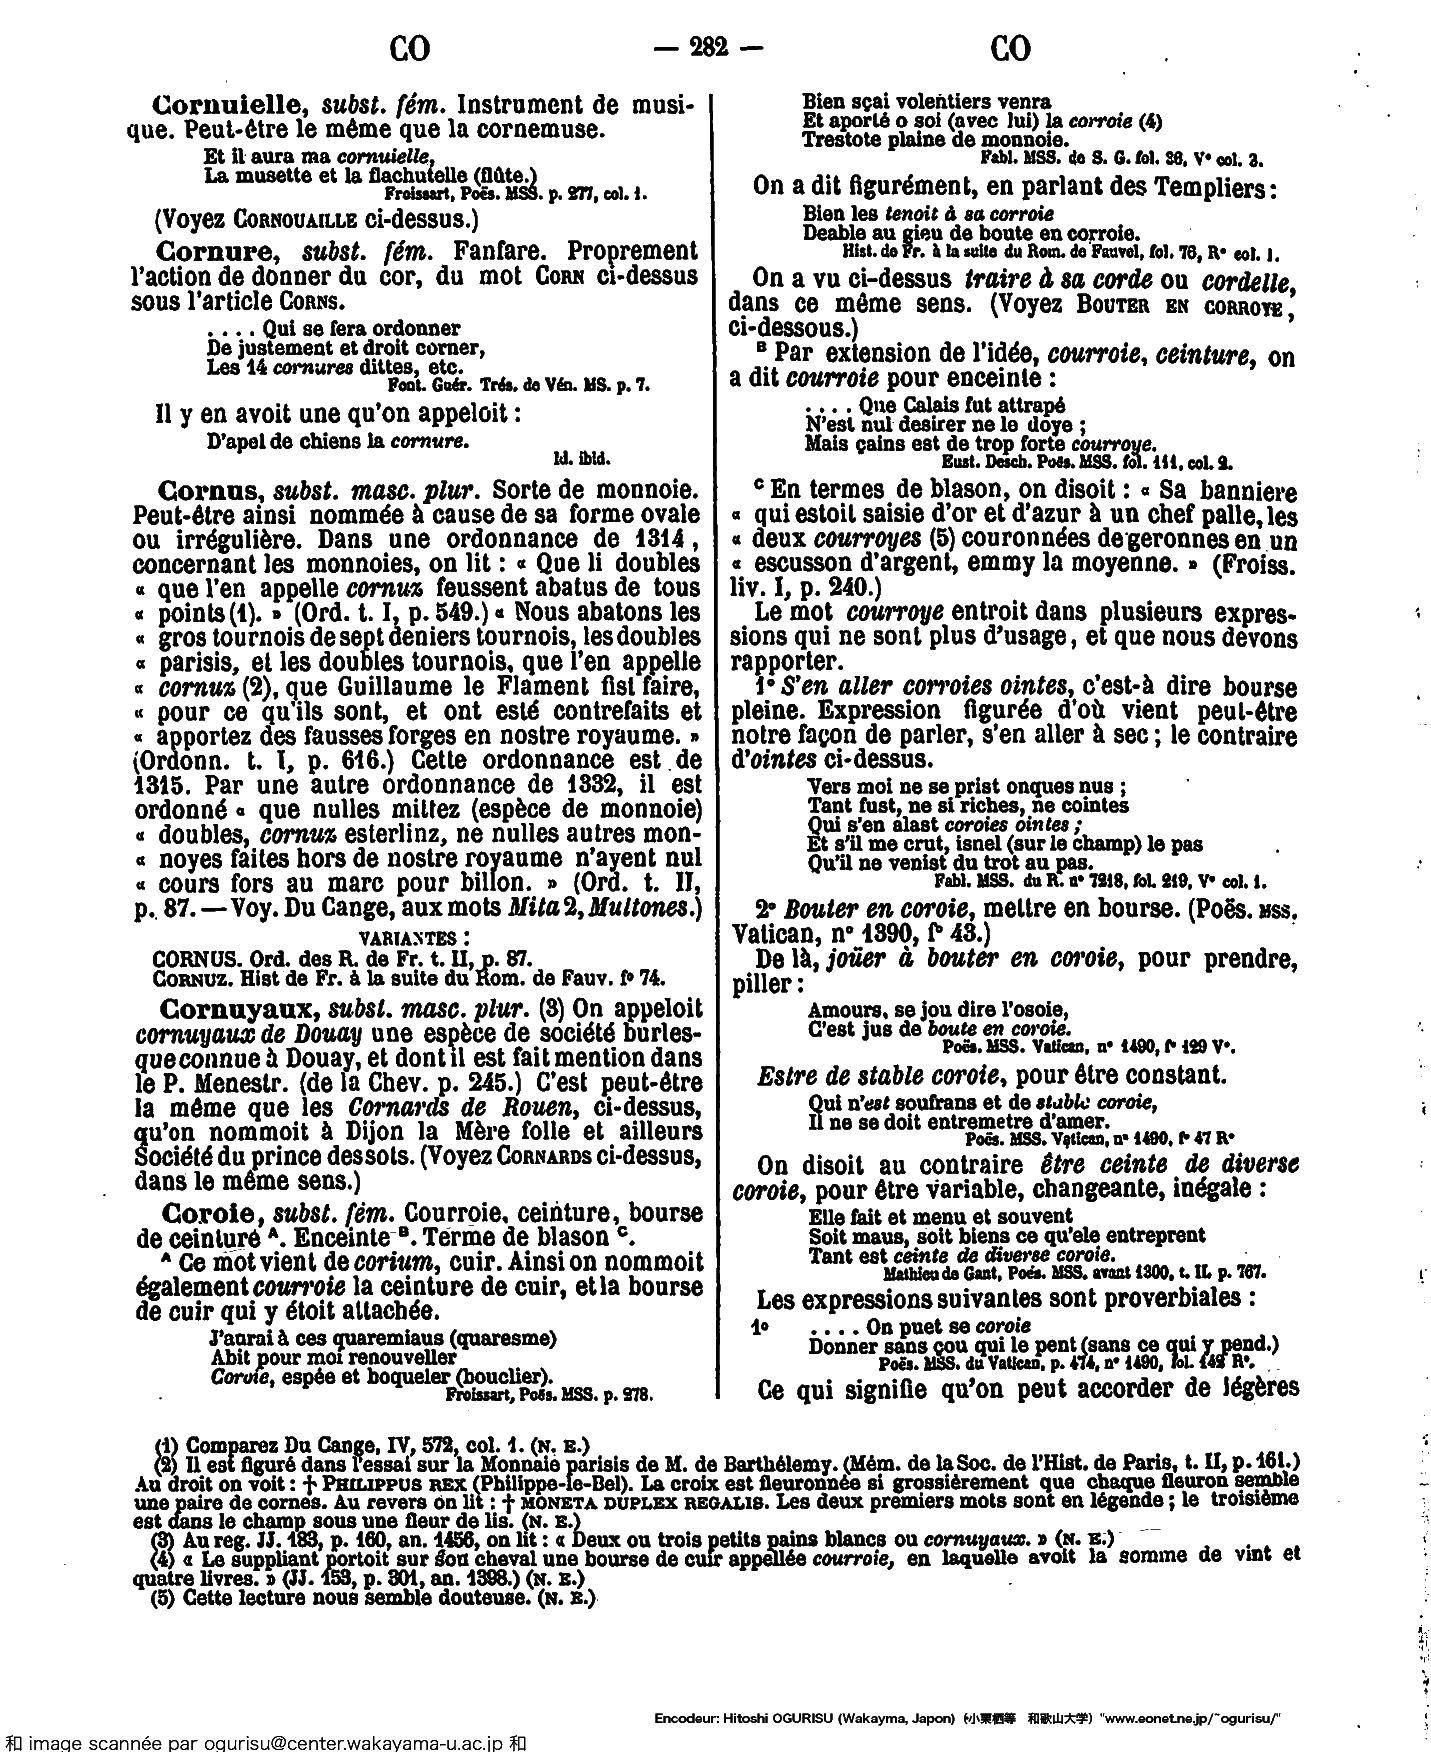 CO — 282 — CO
Cornuielle, subst. fém. Instrument de musi-
que. Peut-être le même que la cornemuse.
Et il aura ma cornuielle,
La musette et la flachutelle (flûte.)
Froissart, Poës. MSS. p. 277, col. 1.
(Voyez CORNOUAILLE ci-dessus.)
Cornure, subst. fém. Fanfare. Proprement
l'action de donner du cor, du mot CORN ci-dessus
sous l'article CORNS.
. . . . Qui se fera ordonner
De justement et droit corner,
Les 14 cornures dittes, etc.
Font. Guér. Trés. de Vén. MS. p. 7.
Il y en avoit une qu'on appeloit :
D'apel de chiens la cornure.
Id. ibid.
Cornus, subst. masc. plur. Sorte de monnoie.
Peut-être ainsi nommée à cause de sa forme ovale
ou irrégulière. Dans une ordonnance de 1314,
concernant les monnoies, on lit : « Que li doubles
« que l'en appelle cornuz feussent abatus de tous
« points (1). » (Ord. t. I, p. 549.) « Nous abatons les
« gros tournois de sept deniers tournois, les doubles
« parisis, et les doubles tournois, que l'en appelle
« cornuz (2), que Guillaume le Flament fist faire,
« pour ce qu'ils sont, et ont esté contrefaits et
« apportez des fausses forges en nostre royaume. »
(Ordonn. t. I, p. 616.) Cette ordonnance est de
1315. Par une autre ordonnance de 1332, il est
ordonné « que nulles mittez (espèce de monnoie)
« doubles, cornuz esterlinz, ne nulles autres mon-
« noyes faites hors de nostre royaume n'ayent nul
« cours fors au marc pour billon. » (Ord. t. II,
p. 87. — Voy. Du Cange, aux mots Mita 2, Multones.)
VARIANTES :
CORNUS. Ord. des R. de Fr. t. II, p. 87.
CORNUZ. Hist de Fr. à la suite du Rom. de Fauv. f° 74.
Cornuyaux, subst. masc. plur. (3) On appeloit
cornuyaux de Douay une espèce de société burles-
que connue à Douay, et dont il est fait mention dans
le P. Menestr. (de la Chev. p. 245.) C'est peut-être
la même que les Cornards de Rouen, ci-dessus,
qu'on nommoit à Dijon la Mère folle et ailleurs
Société du prince des sots. (Voyez CORNARDS ci-dessus,
dans le même sens.)
Coroie, subst. fém. Courroie, ceinture, bourse
de ceinture A. Enceinte B. Terme de blason C.
A Ce mot vient de corium, cuir. Ainsi on nommoit
également courroie la ceinture de cuir, et la bourse
de cuir qui y étoit attachée.
J'aurai à ces quaremiaus (quaresme)
Abit pour moi renouveller
Coroie, espée et boqueler (bouclier).
Froissart, Poës. MSS. p. 278.
Bien sçai volentiers venra
Et aporté o soi (avec lui) la corroie (4)
Trestote plaine de monnoie.
Fabl. MSS. de S. G. fol. 36, V° col. 3.
On a dit figurément, en parlant des Templiers :
Bien les tenoit à sa corroie
Deable au gieu de boute en corroie.
Hist. de Fr. à la suite du Rom. de Fauvel, fol. 76, R° col. 1.
On a vu ci-dessus traire à sa corde ou cordelle,
dans ce même sens. (Voyez BOUTER EN CORROYE,
ci-dessous.)
B Par extension de l'idée, courroie, ceinture, on
a dit courroie pour enceinte :
. . . . Que Calais fut attrapé
N'est nul desirer ne le doye ;
Mais çains est de trop forte courroye.
Eust. Desch. Poës. MSS. fol. 111, col. 2.
C En termes de blason, on disoit : « Sa banniere
« qui estoit saisie d'or et d'azur à un chef palle, les
« deux courroyes (5) couronnées de geronnes en un
« escusson d'argent, emmy la moyenne. » (Froiss.
liv. I, p. 240.)
Le mot courroye entroit dans plusieurs expres-
sions qui ne sont plus d'usage, et que nous devons
rapporter.
1° S'en aller corroies ointes, c'est-à dire bourse
pleine. Expression figurée d'où vient peut-être
notre façon de parler, s'en aller à sec ; le contraire
d'ointes ci-dessus.
Vers moi ne se prist onques nus ;
Tant fust, ne si riches, ne cointes
Qui s'en alast coroies ointes ;
Et s'il me crut, isnel (sur le champ) le pas
Qu'il ne venist du trot au pas.
Fabl. MSS. du R. n° 7218, fol. 219, V° col. 1.
2° Bouter en coroie, mettre en bourse. (Poës. MSS.
Vatican, n° 1390, f° 43.)
De là, joüer à bouter en coroie, pour prendre,
piller :
Amours, se jou dire l'osoie,
C'est jus de boute en coroie.
Poës. MSS. Vatican, n° 1490, f° 129 V°.
Estre de stable coroie, pour être constant.
Qui n'est soufrans et de stable coroie,
Il ne se doit entremetre d'amer.
Poës. MSS. Vatican, n° 1490, f° 47 R°
On disoit au contraire être ceinte de diverse
coroie, pour être variable, changeante, inégale :
Elle fait et menu et souvent
Soit maus, soit biens ce qu'ele entreprent
Tant est ceinte de diverse coroie.
Mathieu de Gant, Poés. MSS. avant 1300, t. II. p. 767.
Les expressions suivantes sont proverbiales :
1° . . . . On puet se coroie
Donner sans çou qui le pent (sans ce qui y pend.)
Poës. MSS. du Vatican, p. 474, n° 1490, fol. 142 R°.
Ce qui signifie qu'on peut accorder de légères
(1) Comparez Du Cange, IV, 572, col. 1. (N. E.)
(2) Il est figuré dans l'essai sur la Monnaie parisis de M. de Barthélemy. (Mém. de la Soc. de l'Hist. de Paris, t. II, p. 161.)
Au droit on voit : † PHILIPPUS REX (Philippe-le-Bel). La croix est fleuronnée si grossièrement que chaque fleuron semble
une paire de cornes. Au revers on lit : † MONETA DUPLEX REGALIS. Les deux premiers mots sont en légende ; le troisième
est dans le champ sous une fleur de lis. (N. E.)
(3) Au reg. JJ. 183, p. 160, an. 1456, on lit : « Deux ou trois petits pains blancs ou cornuyaux. » (N. E.)
(4) « Le suppliant portoit sur son cheval une bourse de cuir appellée courroie, en laquelle avoit la somme de vint et
quatre livres. » (JJ. 153, p. 301, an. 1398.) (N. E.)
(5) Cette lecture nous semble douteuse. (N. E.)
Encodeur: Hitoshi OGURISU (Wakayma, Japon) (小栗栖等 和歌山大学) "www.eonet.ne.jp/~ogurisu/"
和 image scannée par ogurisu@center.wakayama-u.ac.jp 和